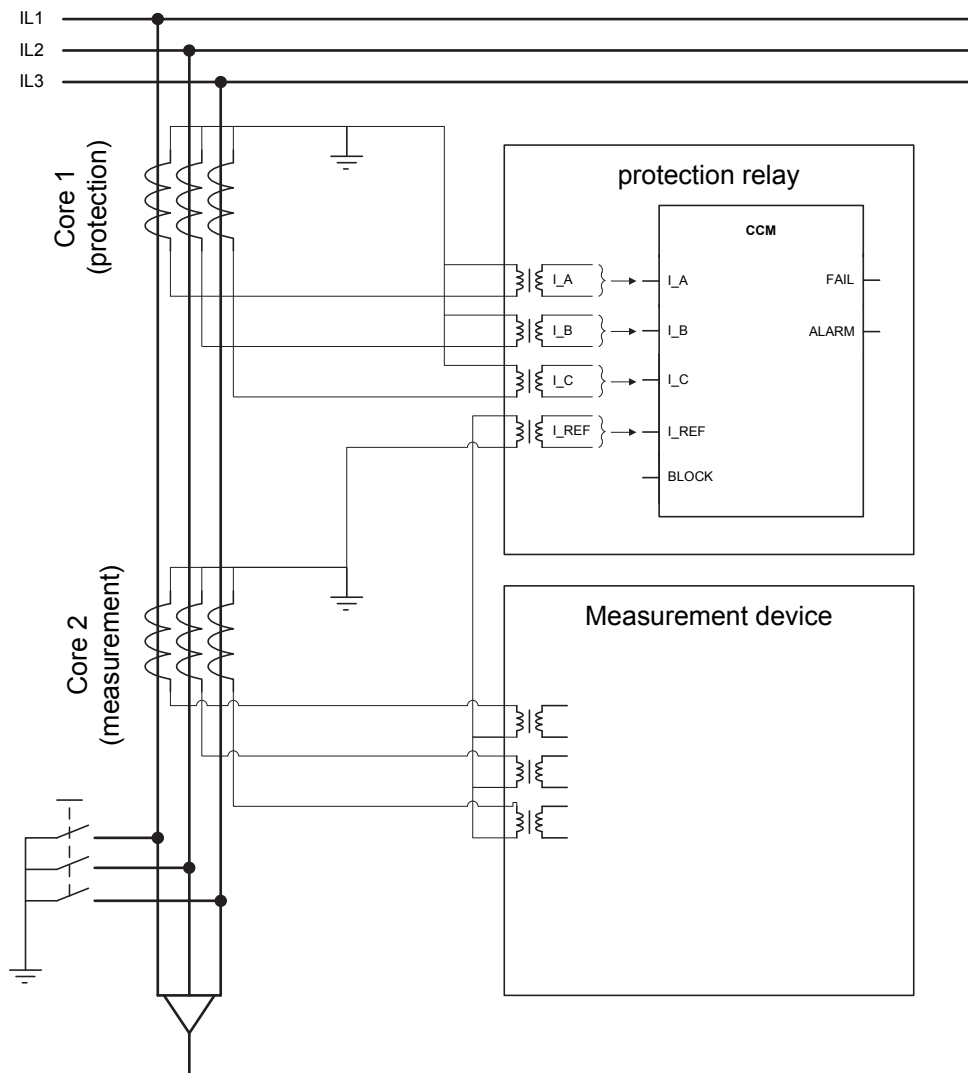 IL1
IL2
IL3
Core 1
(protection)
protection relay
CCM
I_A
I_A
FAIL
I_B
I_B
ALARM
I_C
I_C
I_REF
I_REF
BLOCK
Core 2
(measurement)
Measurement device